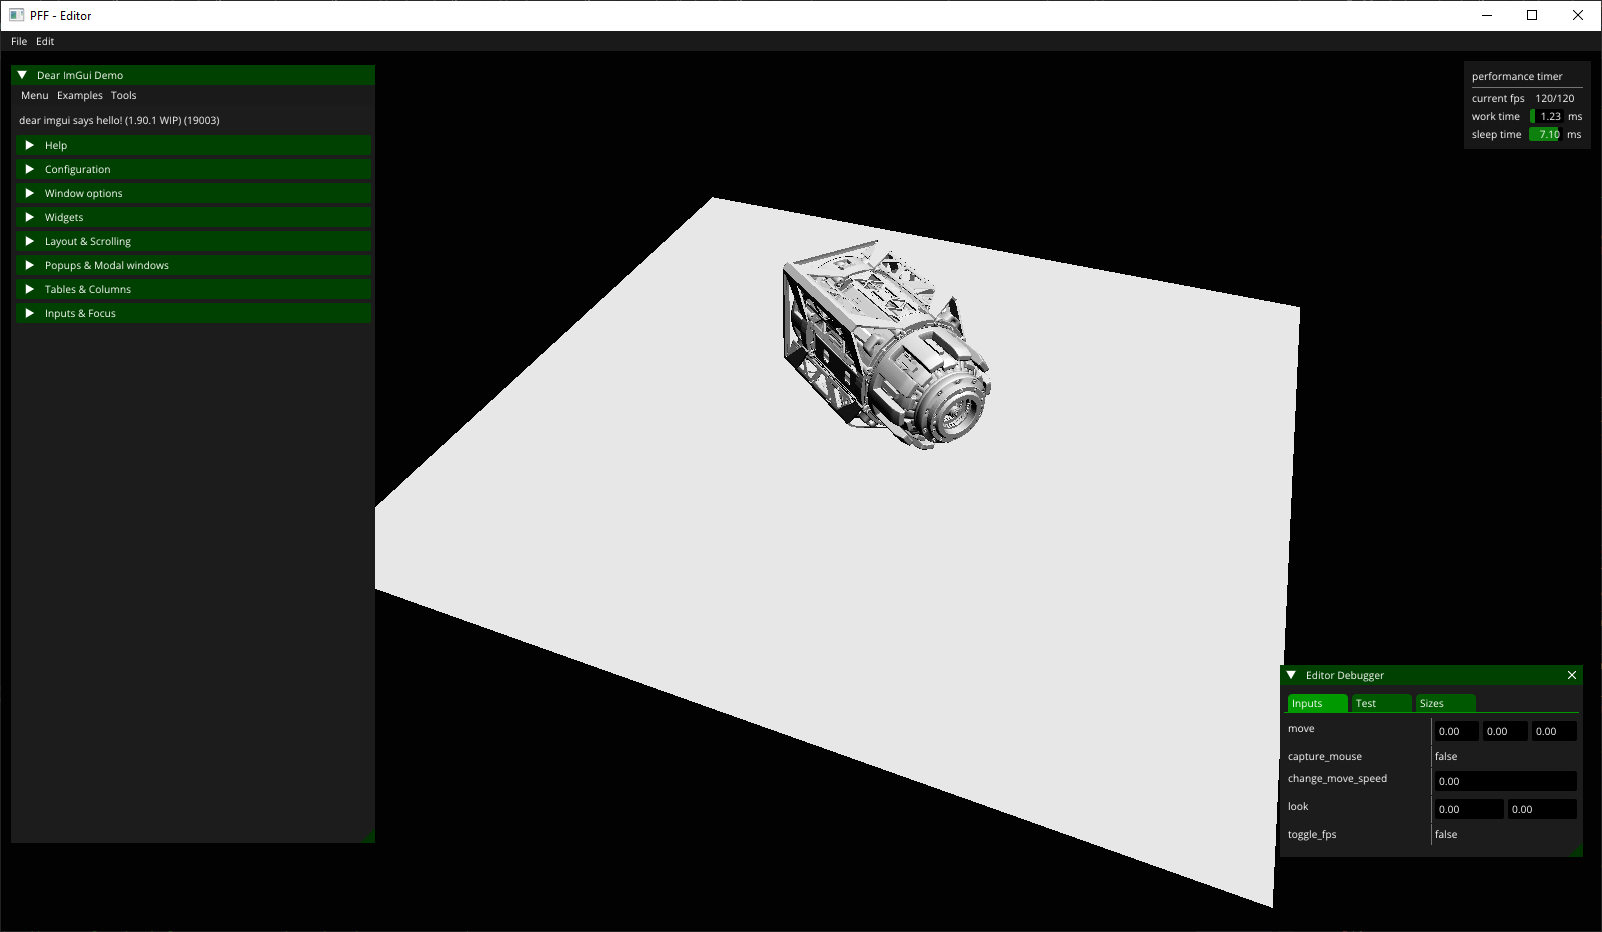 PFF - Editor
File Edit
Dear ImGui Demo
Menu Examples Tools
dear imgui says hello! (1.90.1 WIP) (19003)
Help
Configuration
Window options
Widgets
Layout & Scrolling
Popups & Modal windows
Tables & Columns
Inputs & Focus
performance timer
current fps 120/120
work time 1.23 ms
sleep time 7.10 ms
Editor Debugger
Inputs Test Sizes
move 0.00 0.00 0.00
capture_mouse false
change_move_speed 0.00
look 0.00 0.00
toggle_fps false